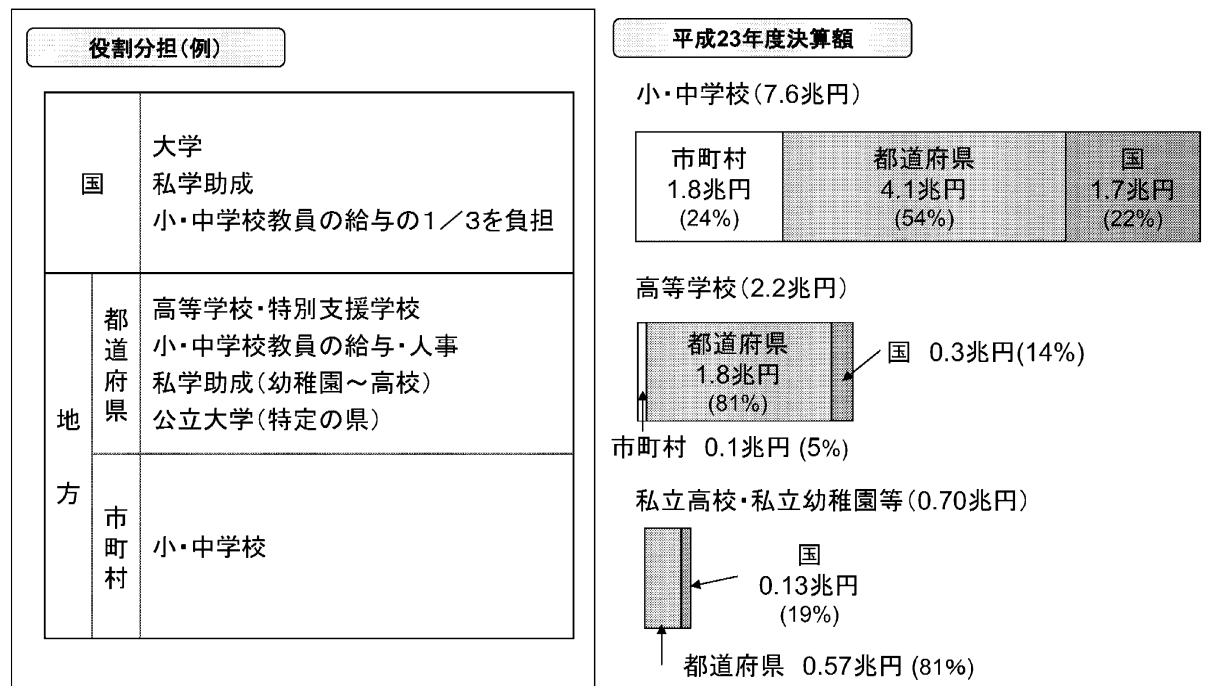 役割分担（例）
国
大学
私学助成
小・中学校教員の給与の１／３を負担
地方
都道府県
高等学校・特別支援学校
小・中学校教員の給与・人事
私学助成（幼稚園～高校）
公立大学（特定の県）
市町村
小・中学校
平成23年度決算額
小・中学校（7.6兆円）
市町村
1.8兆円
(24%)
都道府県
4.1兆円
(54%)
国
1.7兆円
(22%)
高等学校（2.2兆円）
都道府県
1.8兆円
(81%)
国 0.3兆円(14%)
市町村 0.1兆円 (5%)
私立高校・私立幼稚園等（0.70兆円）
国
0.13兆円
(19%)
都道府県 0.57兆円 (81%)